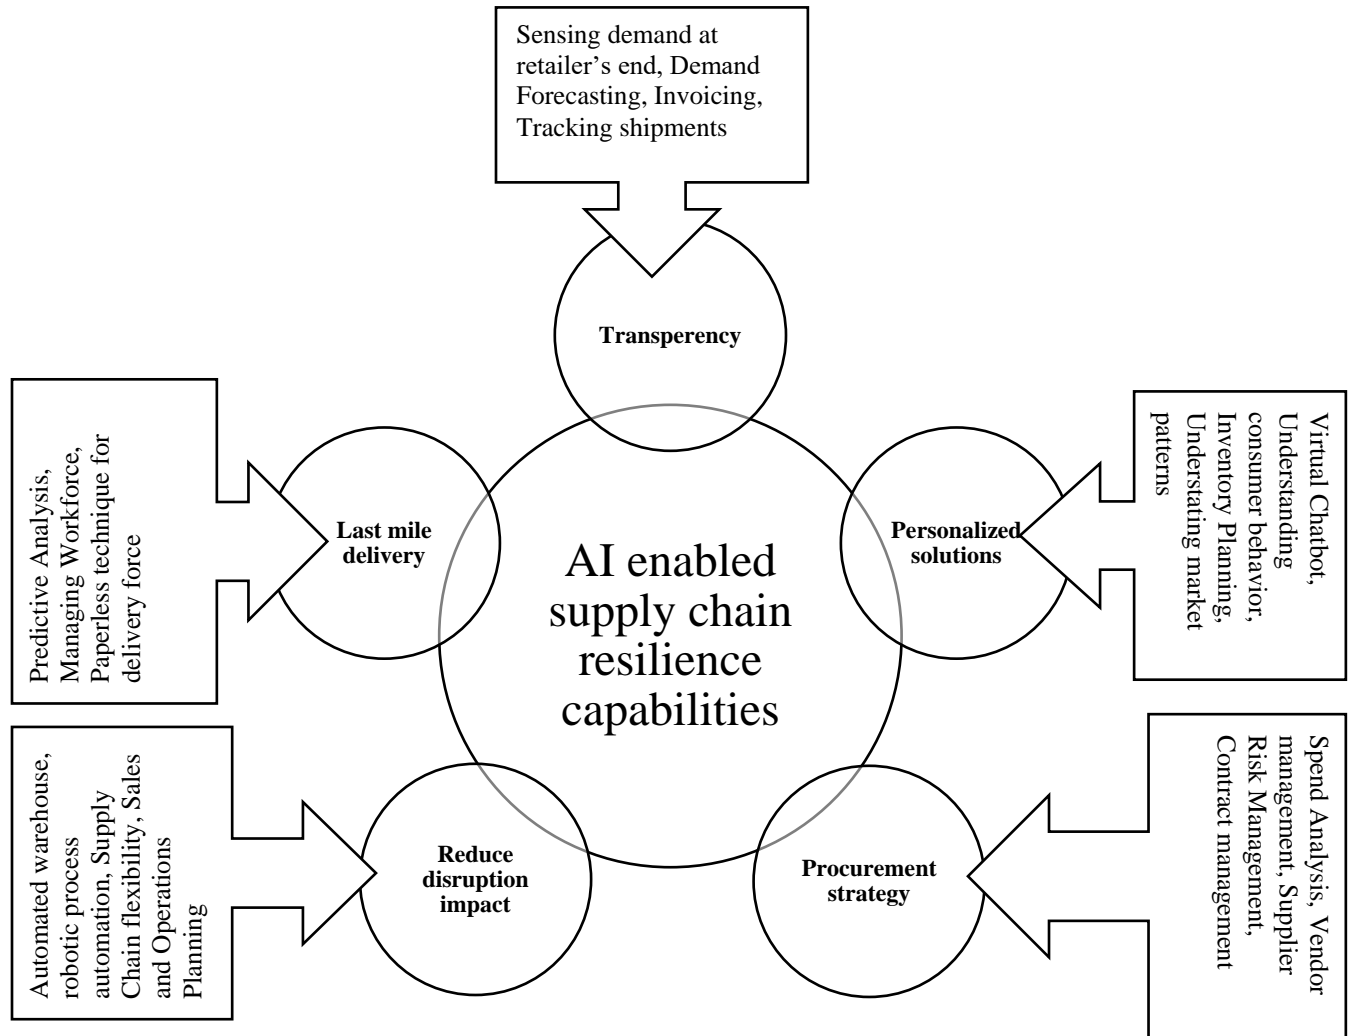 Sensing demand at
retailer’s end, Demand
Forecasting, Invoicing,
Tracking shipments
Transperency
Predictive Analysis,
Managing Workforce,
Paperless technique for
delivery force
Last mile
delivery
AI enabled
supply chain
resilience
capabilities
Personalized
solutions
Virtual Chatbot,
Understanding
consumer behavior,
Inventory Planning,
Understating market
patterns
Automated warehouse,
robotic process
automation, Supply
Chain flexibility, Sales
and Operations
Planning
Reduce
disruption
impact
Procurement
strategy
Spend Analysis, Vendor
management, Supplier
Risk Management,
Contract management